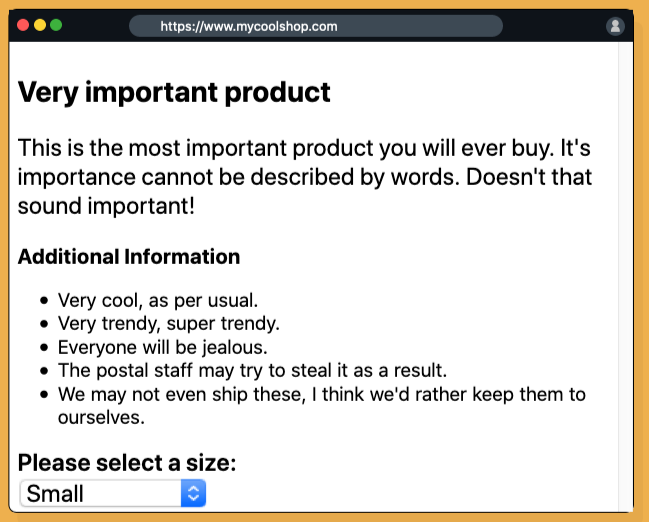 https://www.mycoolshop.com
Very important product
This is the most important product you will ever buy. It's
importance cannot be described by words. Doesn't that
sound important!
Additional Information
• Very cool, as per usual.
• Very trendy, super trendy.
• Everyone will be jealous.
• The postal staff may try to steal it as a result.
• We may not even ship these, I think we'd rather keep them to
ourselves.
Please select a size:
Small